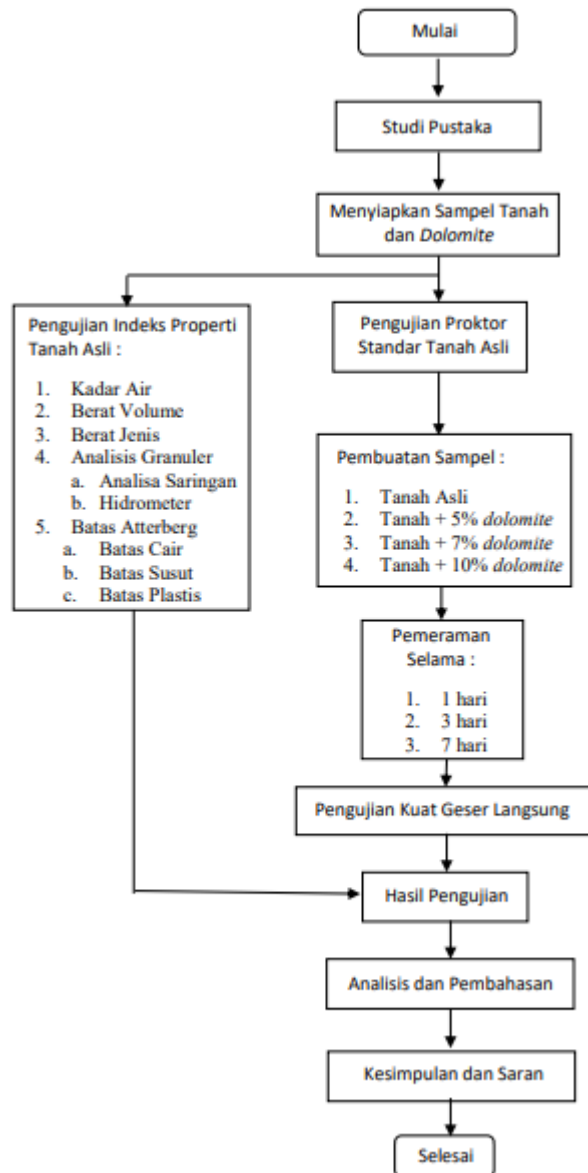 Mulai
Studi Pustaka
Menyiapkan Sampel Tanah
dan Dolomite
Pengujian Indeks Properti
Tanah Asli :
1. Kadar Air
2. Berat Volume
3. Berat Jenis
4. Analisis Granuler
a. Analisa Saringan
b. Hidrometer
5. Batas Atterberg
a. Batas Cair
b. Batas Susut
c. Batas Plastis
Pengujian Proktor
Standar Tanah Asli
Pembuatan Sampel :
1. Tanah Asli
2. Tanah + 5% dolomite
3. Tanah + 7% dolomite
4. Tanah + 10% dolomite
Pemeraman
Selama :
1. 1 hari
2. 3 hari
3. 7 hari
Pengujian Kuat Geser Langsung
Hasil Pengujian
Analisis dan Pembahasan
Kesimpulan dan Saran
Selesai